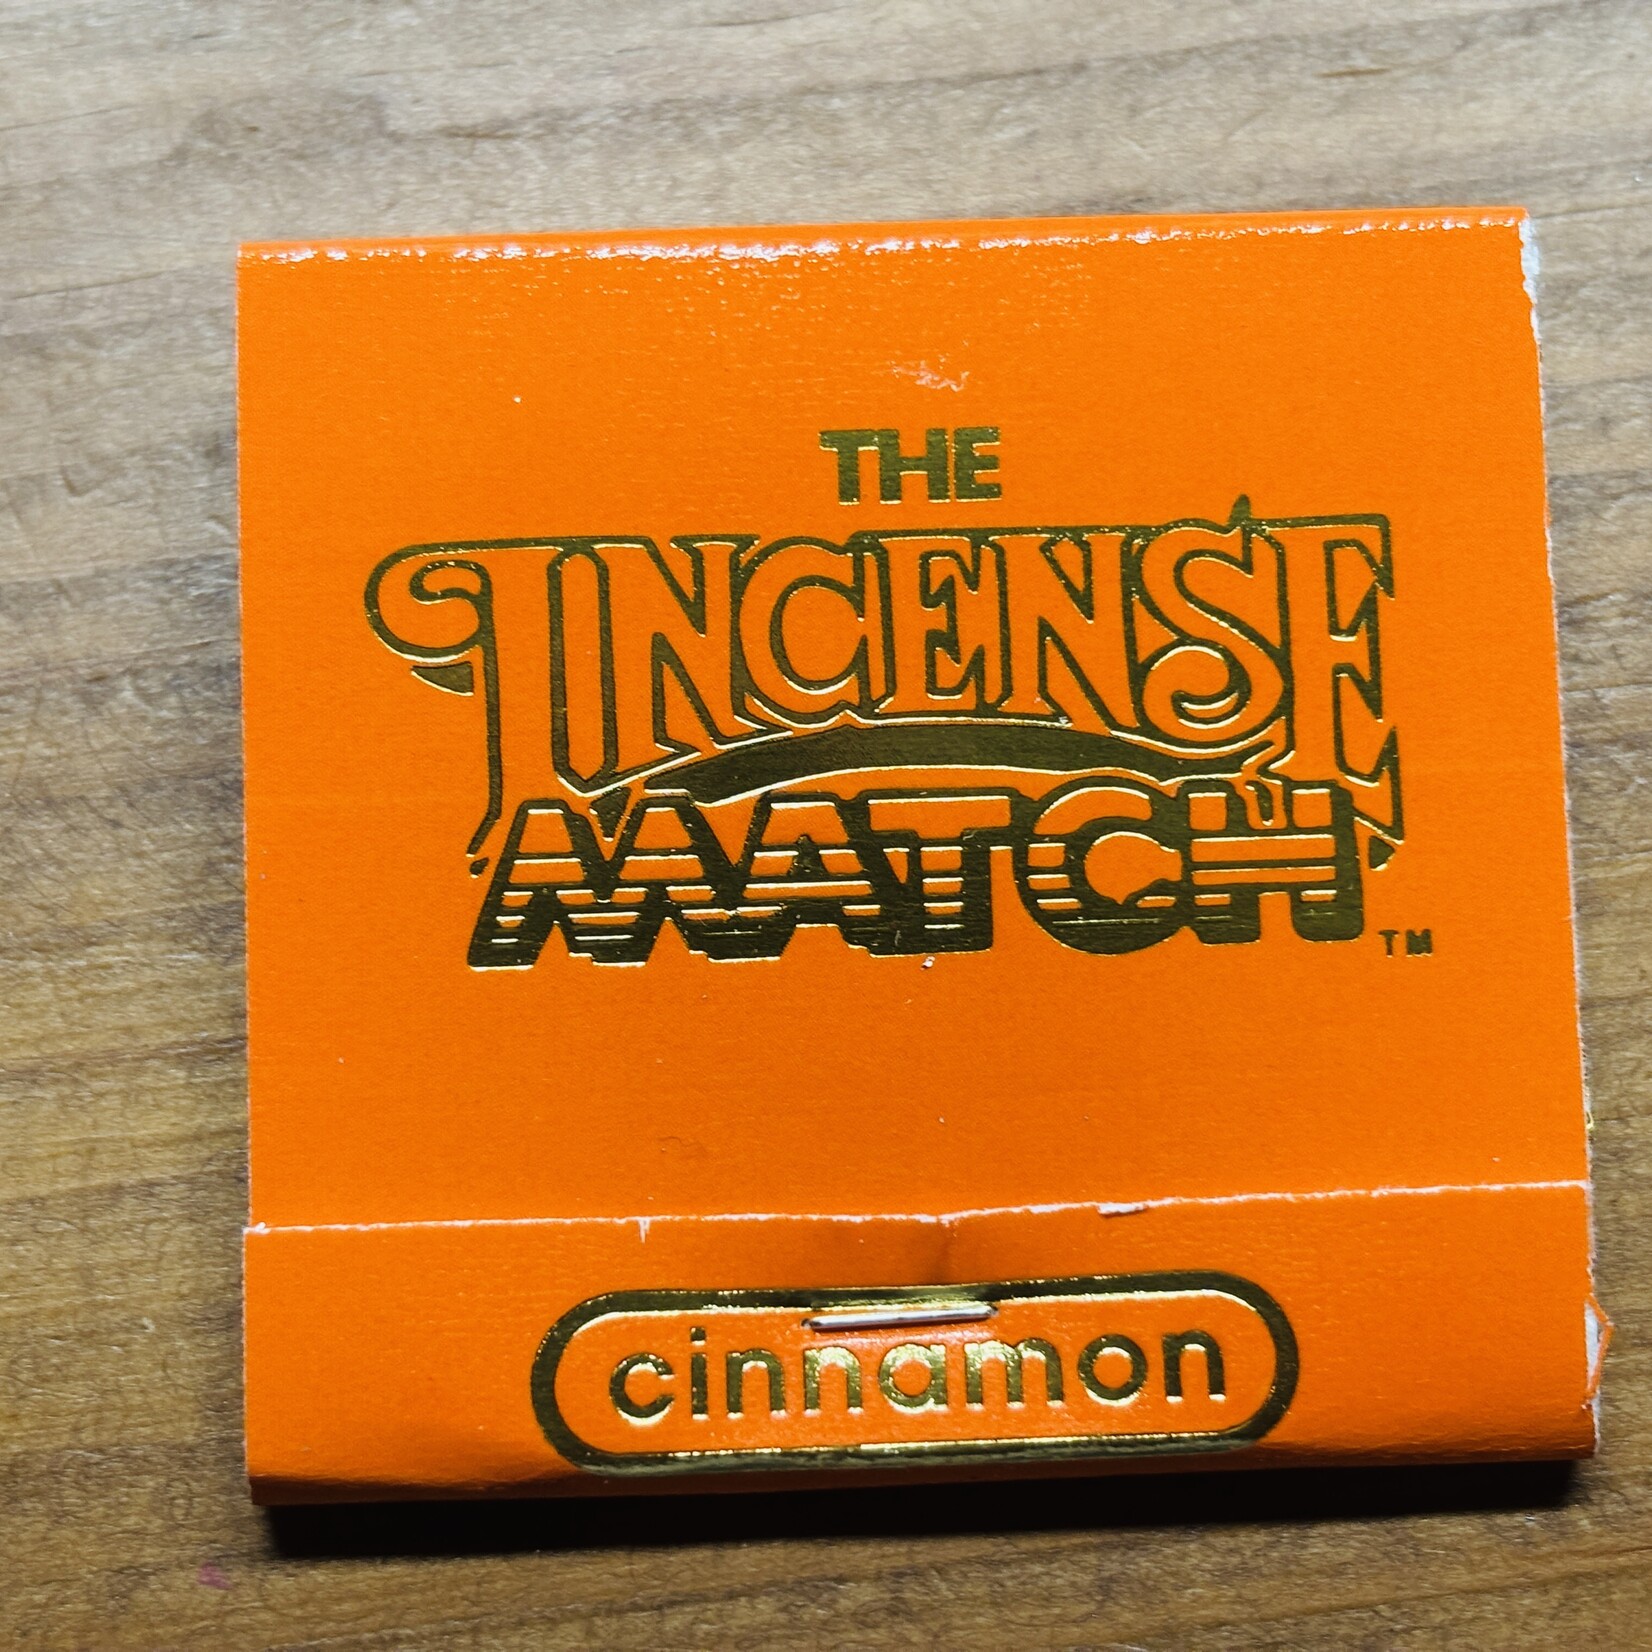 THE
INCENSE
MATCH TM
cinnamon